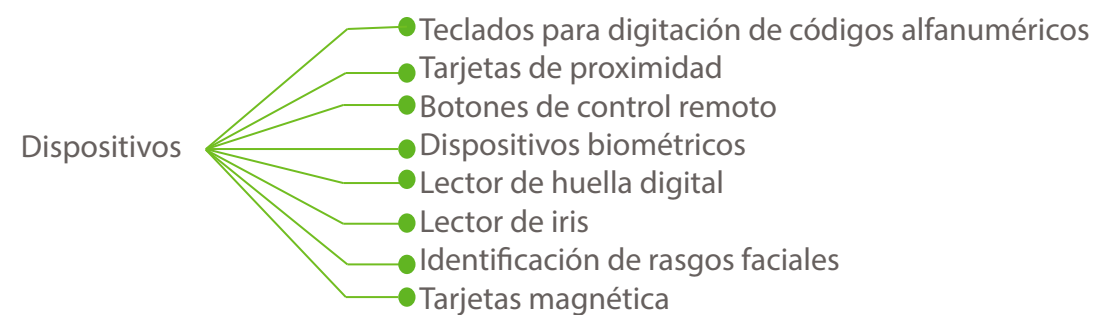 Dispositivos
Teclados para digitación de códigos alfanuméricos
Tarjetas de proximidad
Botones de control remoto
Dispositivos biométricos
Lector de huella digital
Lector de iris
Identificación de rasgos faciales
Tarjetas magnética